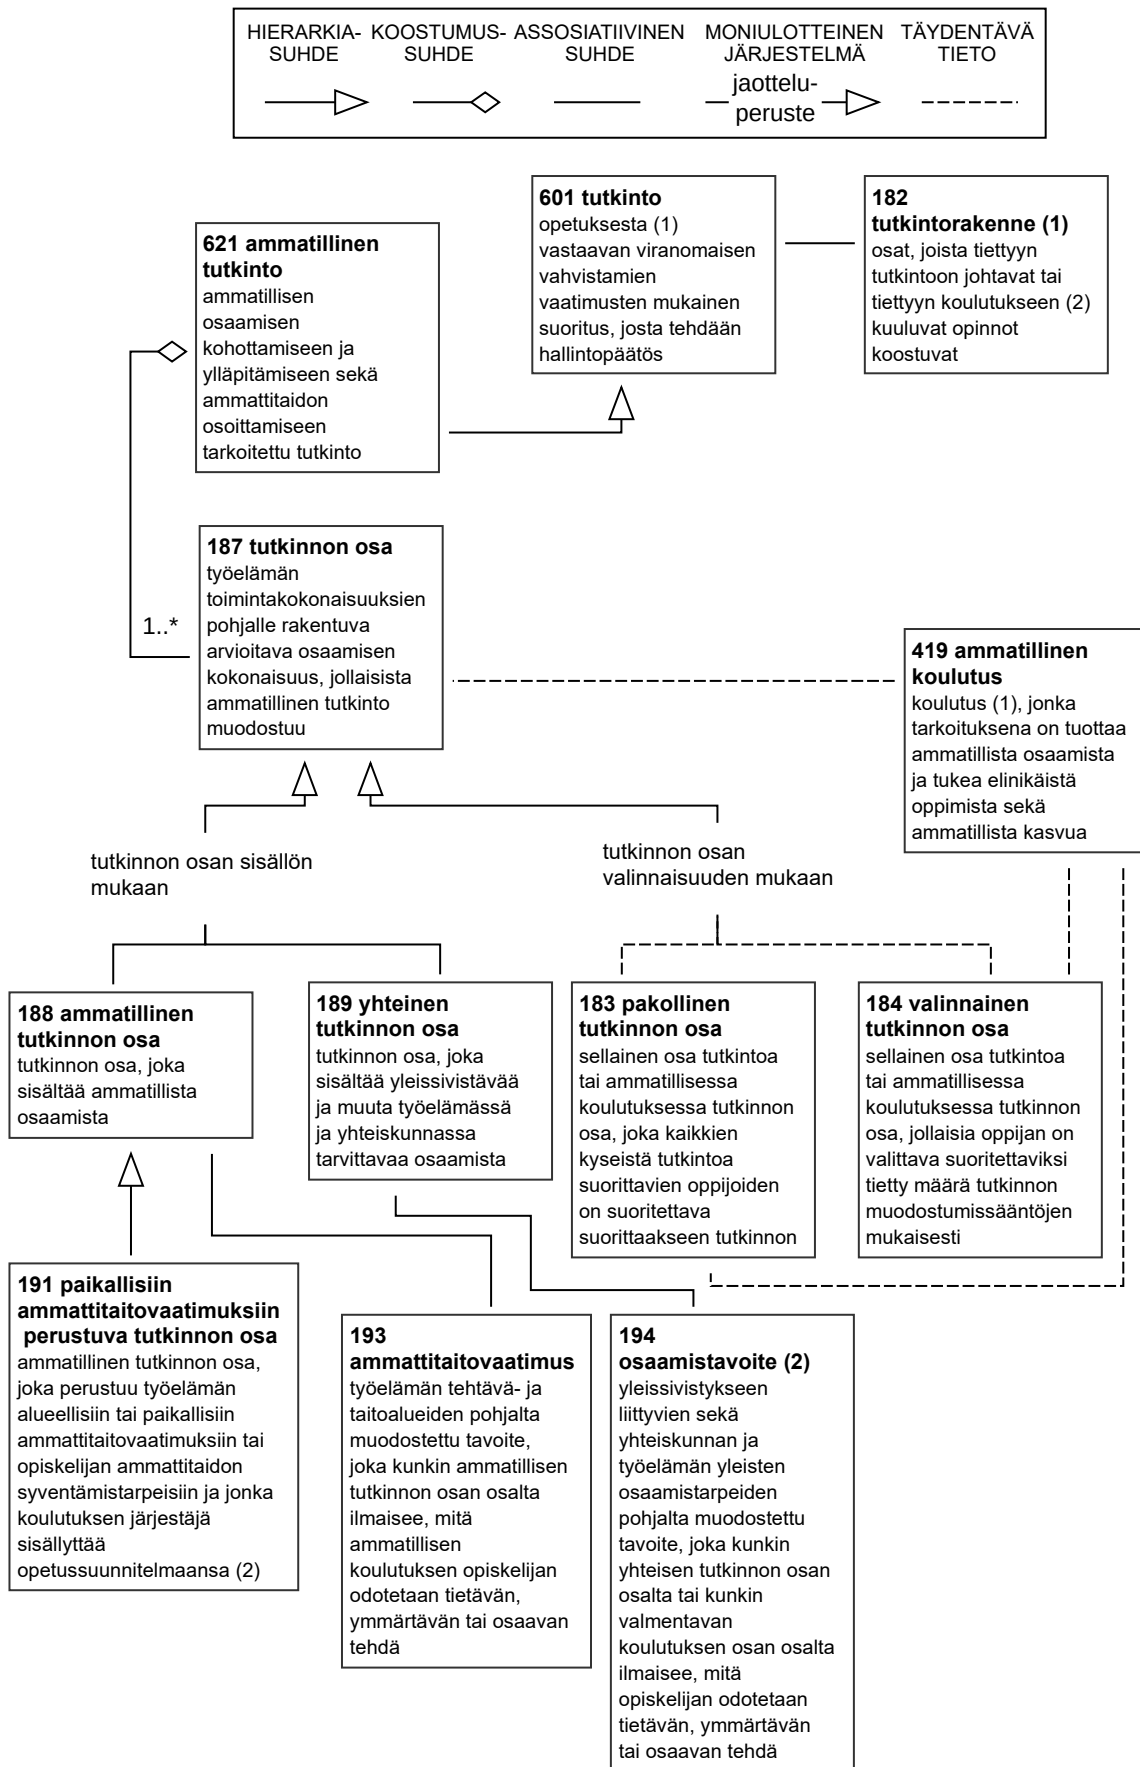 HIERARKIA-
SUHDE
KOOSTUMUS-
SUHDE
ASSOSIATIIVINEN
SUHDE
MONIULOTTEINEN
JÄRJESTELMÄ
jaottelu-
peruste
TÄYDENTÄVÄ
TIETO
601 tutkinto
opetuksesta (1)
vastaavan viranomaisen
vahvistamien
vaatimusten mukainen
suoritus, josta tehdään
hallintopäätös
182
tutkintorakenne (1)
osat, joista tiettyyn
tutkintoon johtavat tai
tiettyyn koulutukseen (2)
kuuluvat opinnot
koostuvat
621 ammatillinen
tutkinto
ammatillisen
osaamisen
kohottamiseen ja
ylläpitämiseen sekä
ammattitaidon
osoittamiseen
tarkoitettu tutkinto
187 tutkinnon osa
työelämän
toimintakokonaisuuksien
pohjalle rakentuva
arvioitava osaamisen
kokonaisuus, jollaisista
ammatillinen tutkinto
muodostuu
1..*
419 ammatillinen
koulutus
koulutus (1), jonka
tarkoituksena on tuottaa
ammatillista osaamista
ja tukea elinikäistä
oppimista sekä
ammatillista kasvua
tutkinnon osan sisällön
mukaan
tutkinnon osan
valinnaisuuden mukaan
188 ammatillinen
tutkinnon osa
tutkinnon osa, joka
sisältää ammatillista
osaamista
189 yhteinen
tutkinnon osa
tutkinnon osa, joka
sisältää yleissivistävää
ja muuta työelämässä
ja yhteiskunnassa
tarvittavaa osaamista
183 pakollinen
tutkinnon osa
sellainen osa tutkintoa
tai ammatillisessa
koulutuksessa tutkinnon
osa, joka kaikkien
kyseistä tutkintoa
suorittavien oppijoiden
on suoritettava
suorittaakseen tutkinnon
184 valinnainen
tutkinnon osa
sellainen osa tutkintoa
tai ammatillisessa
koulutuksessa tutkinnon
osa, jollaisia oppijan on
valittava suoritettaviksi
tietty määrä tutkinnon
muodostumissääntöjen
mukaisesti
191 paikallisiin
ammattitaitovaatimuksiin
perustuva tutkinnon osa
ammatillinen tutkinnon osa,
joka perustuu työelämän
alueellisiin tai paikallisiin
ammattitaitovaatimuksiin tai
opiskelijan ammattitaidon
syventämistarpeisiin ja jonka
koulutuksen järjestäjä
sisällyttää
opetussuunnitelmaansa (2)
193
ammattitaitovaatimus
työelämän tehtävä- ja
taitoalueiden pohjalta
muodostettu tavoite,
joka kunkin ammatillisen
tutkinnon osan osalta
ilmaisee, mitä
ammatillisen
koulutuksen opiskelijan
odotetaan tietävän,
ymmärtävän tai osaavan
tehdä
194
osaamistavoite (2)
yleissivistykseen
liittyvien sekä
yhteiskunnan ja
työelämän yleisten
osaamistarpeiden
pohjalta muodostettu
tavoite, joka kunkin
yhteisen tutkinnon osan
osalta tai kunkin
valmentavan
koulutuksen osan osalta
ilmaisee, mitä
opiskelijan odotetaan
tietävän, ymmärtävän
tai osaavan tehdä